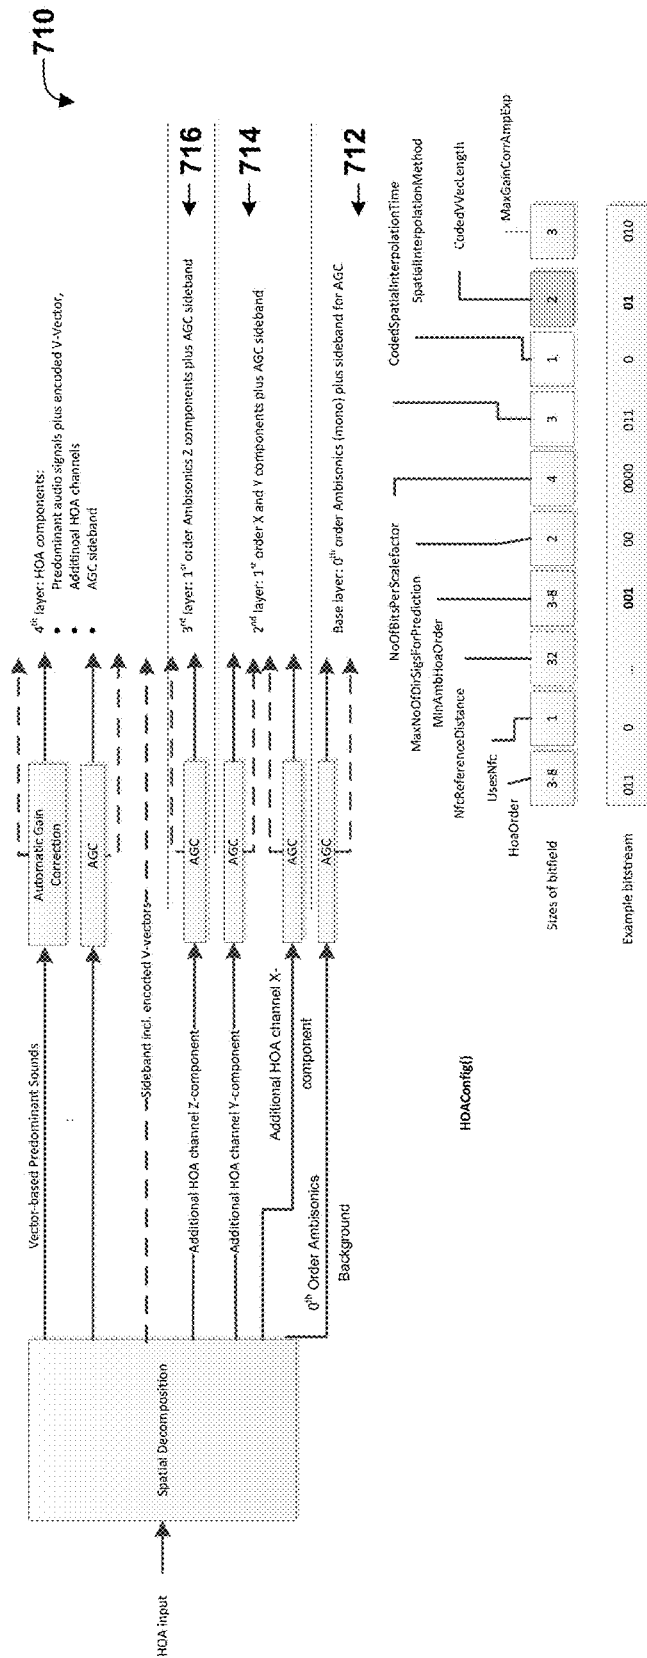 710
HOA input
Spatial Decomposition
Vector-based Predominant Sounds
:
Sideband incl. encoded V-vectors
Additional HOA channel Z-component
Additional HOA channel Y-component
Additional HOA channel X-
component
0th Order Ambisonics
Background
Automatic Gain
Correction
AGC
AGC
AGC
AGC
AGC
4th layer: HOA components:
• Predominant audio signals plus encoded V-Vector,
• Additinoal HOA channels
• AGC sideband
3rd layer: 1st order Ambisonics Z components plus AGC sideband
716
2nd layer: 1st order X and Y components plus AGC sideband
714
Base layer: 0th order Ambisonics (mono) plus sideband for AGC
712
HOAConfig()
HoaOrder
UsesNfc
NfcReferenceDistance
MinAmbHoaOrder
MaxNoOfDirSigsForPrediction
NoOfBitsPerScalefactor
CodedSpatialInterpolationTime
SpatialInterpolationMethod
CodedVVecLength
MaxGainCorrAmpExp
Sizes of bitfield 3-8 1 32 3-8 2 4 3 1 2 3
Example bitstream 011 0 .. 001 00 0000 011 0 01 010